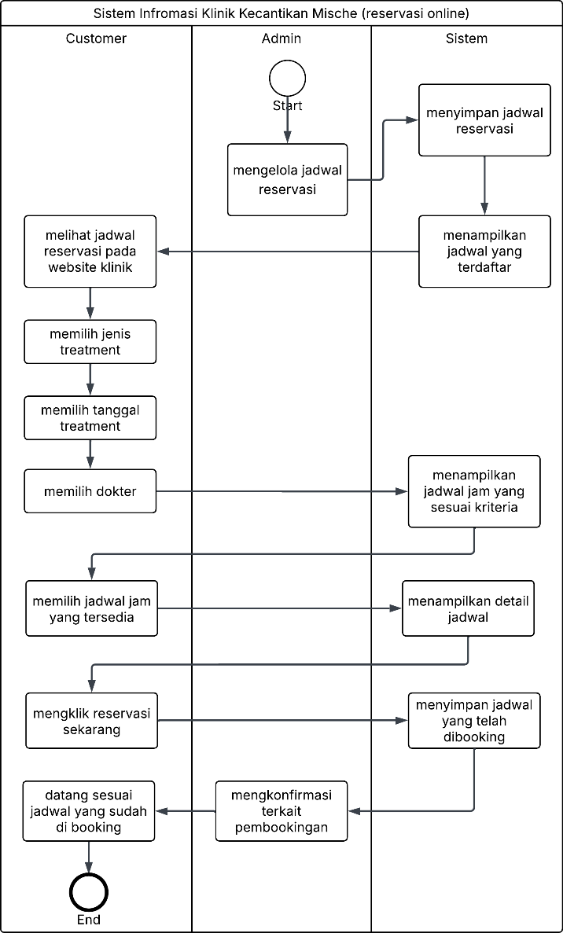 Sistem Infromasi Klinik Kecantikan Mische (reservasi online)
Customer
Admin
Sistem
Start
mengelola jadwal
reservasi
menyimpan jadwal
reservasi
menampilkan
jadwal yang
terdaftar
melihat jadwal
reservasi pada
website klinik
memilih jenis
treatment
memilih tanggal
treatment
memilih dokter
menampilkan
jadwal jam yang
sesuai kriteria
memilih jadwal jam
yang tersedia
menampilkan detail
jadwal
mengklik reservasi
sekarang
menyimpan jadwal
yang telah
dibooking
mengkonfirmasi
terkait
pembookingan
datang sesuai
jadwal yang sudah
di booking
End